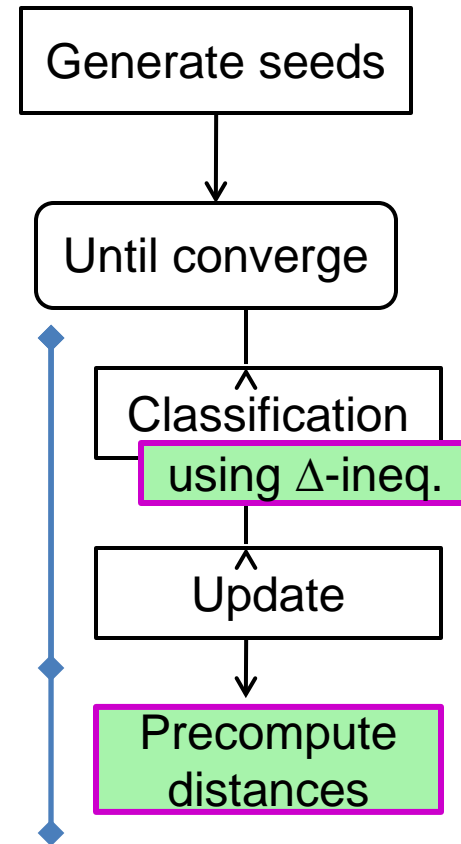 Generate seeds
Until converge
Classification
using Δ-ineq.
Update
Precompute
distances